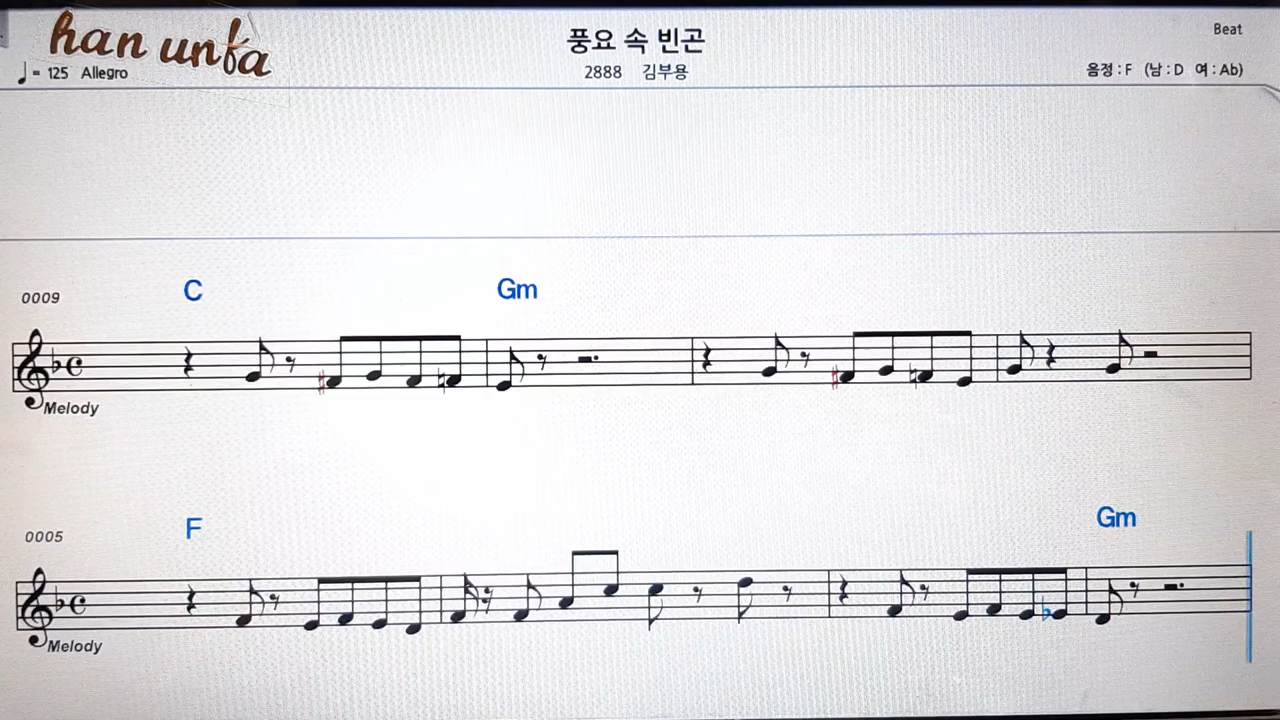 han unfa
풍요 속 빈곤
Beat
♩= 125 Allegro
2888 김부용
음정 : F (남 : D 여 : Ab)
0009
C
Gm
Melody
0005
F
Gm
Melody